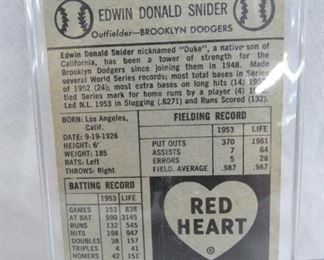 EDWIN DONALD SNIDER
Outfielder—BROOKLYN DODGERS
Edwin Donald Snider nicknamed "Duke", a native son of
California, has been a tower of strength for the
Brooklyn Dodgers since joining them in 1948. Made
several World Series records; most total bases in Series
of 1952 (24); most extra bases on long hits (14) 1952;
tied Series mark for home runs by a player (4) 1952.
Led N.L. 1953 in Slugging (.6271) and Runs Scored (132).
BORN: Los Angeles,
Calif.
DATE: 9-19-1926
HEIGHT: 6'
WEIGHT: 185
BATS: Left
THROWS: Right
FIELDING RECORD
1953 LIFE
PUT OUTS 370 1961
ASSISTS 7 64
ERRORS 5 28
FIELD. AVERAGE .987 .987
BATTING RECORD
1953 LIFE
GAMES 153 838
AT BAT 599 3145
RUNS 132 545
HITS 198 947
DOUBLES 38 157
TRIPLES 4 41
HOMERS 42 151
RED
HEART
®